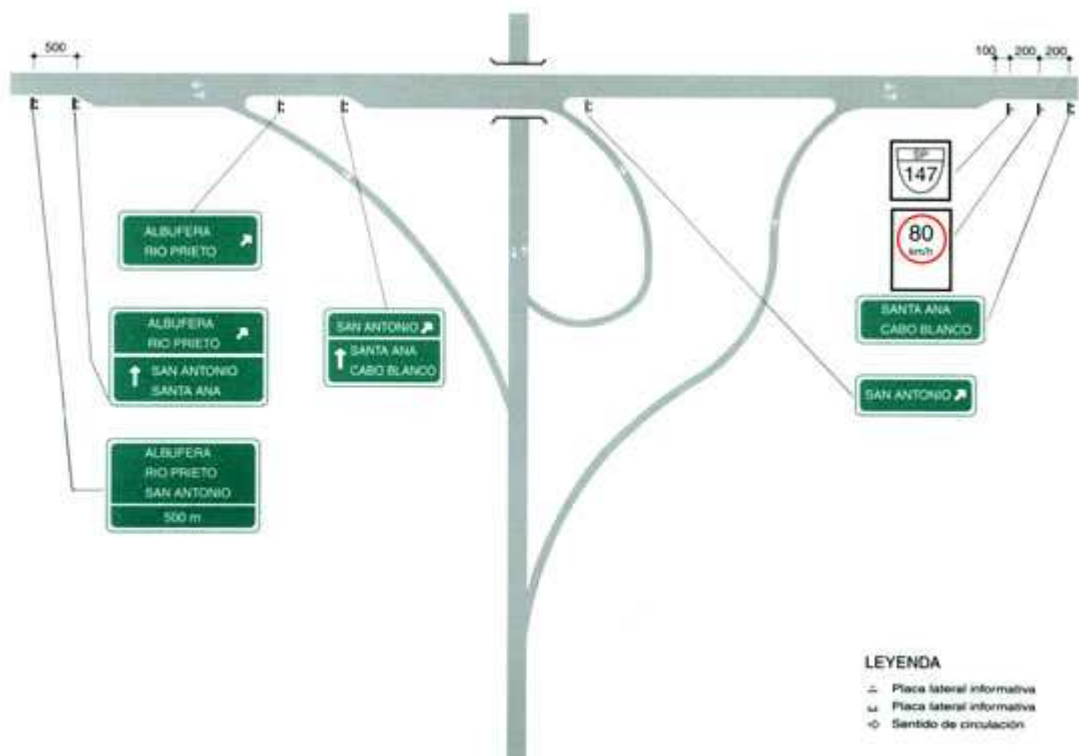 500
100 200 200
SP
147
80
km/h
ALBUFERA
RIO PRIETO
ALBUFERA
RIO PRIETO
SAN ANTONIO
SANTA ANA
SAN ANTONIO
SANTA ANA
CABO BLANCO
SANTA ANA
CABO BLANCO
SAN ANTONIO
ALBUFERA
RIO PRIETO
SAN ANTONIO
500 m
LEYENDA
Placa lateral informativa
Placa lateral informativa
Sentido de circulación